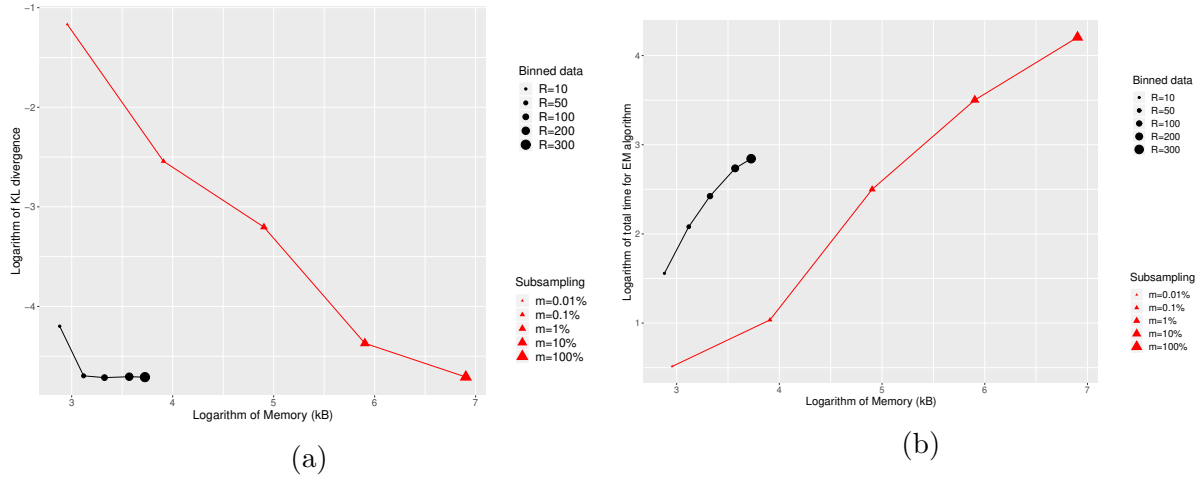 −1
−2
−3
−4
Logarithm of KL divergence
3 4 5 6 7
Logarithm of Memory (kB)
Binned data
R=10
R=50
R=100
R=200
R=300
Subsampling
m=0.01%
m=0.1%
m=1%
m=10%
m=100%
(a)
4
3
2
1
Logarithm of total time for EM algorithm
3 4 5 6 7
Logarithm of Memory (kB)
Binned data
R=10
R=50
R=100
R=200
R=300
Subsampling
m=0.01%
m=0.1%
m=1%
m=10%
m=100%
(b)